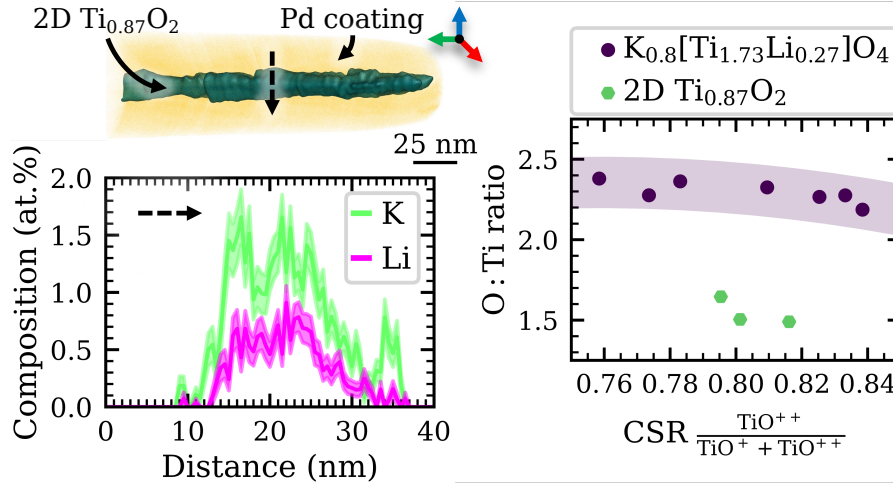 2D Ti0.87O2
Pd coating
25 nm
2.0
1.5
1.0
0.5
0.0
Composition (at.%)
K
Li
0
10
20
30
40
Distance (nm)
K0.8[Ti1.73Li0.27]O4
2D Ti0.87O2
2.5
2.0
1.5
O:Ti ratio
0.76 0.78 0.80 0.82 0.84
CSR TiO++ / TiO+ + TiO++